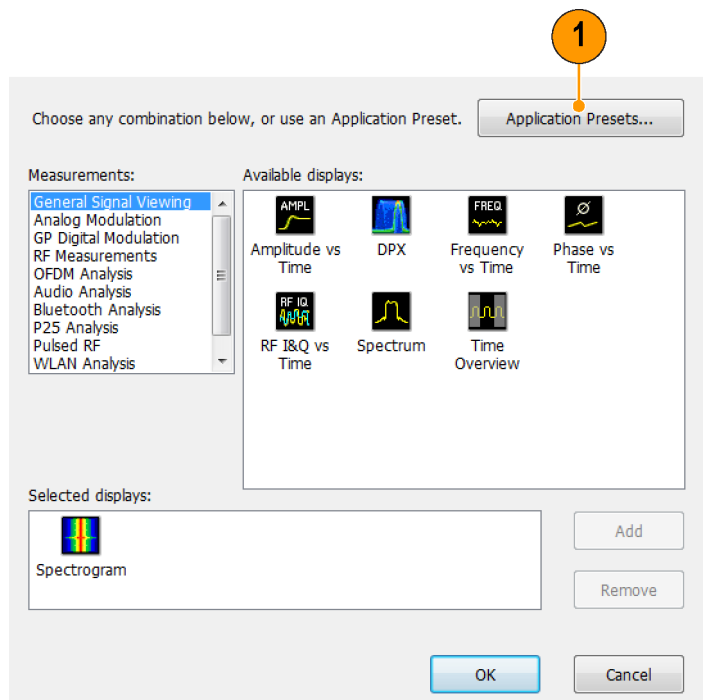 1
Choose any combination below, or use an Application Preset.
Application Presets...
Measurements:
General Signal Viewing
Analog Modulation
GP Digital Modulation
RF Measurements
OFDM Analysis
Audio Analysis
Bluetooth Analysis
P25 Analysis
Pulsed RF
WLAN Analysis
Available displays:
AMPL
Amplitude vs
Time
DPX
FREQ
Frequency
vs Time
Ø
Phase vs
Time
RF IQ
RF I&Q vs
Time
Spectrum
Time
Overview
Selected displays:
Spectrogram
Add
Remove
OK
Cancel